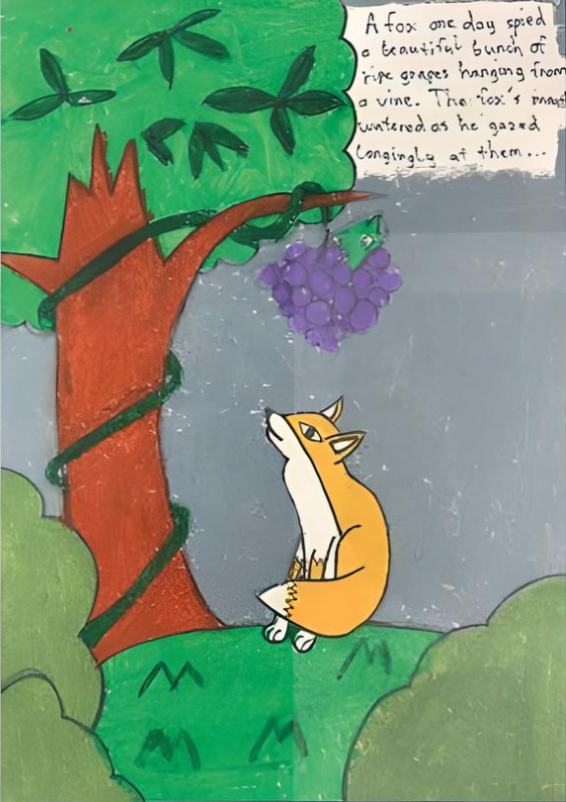 A fox one day spied
a beautiful bunch of
ripe grapes hanging from
a vine. The fox's
watered as he gazed
longingly at them...